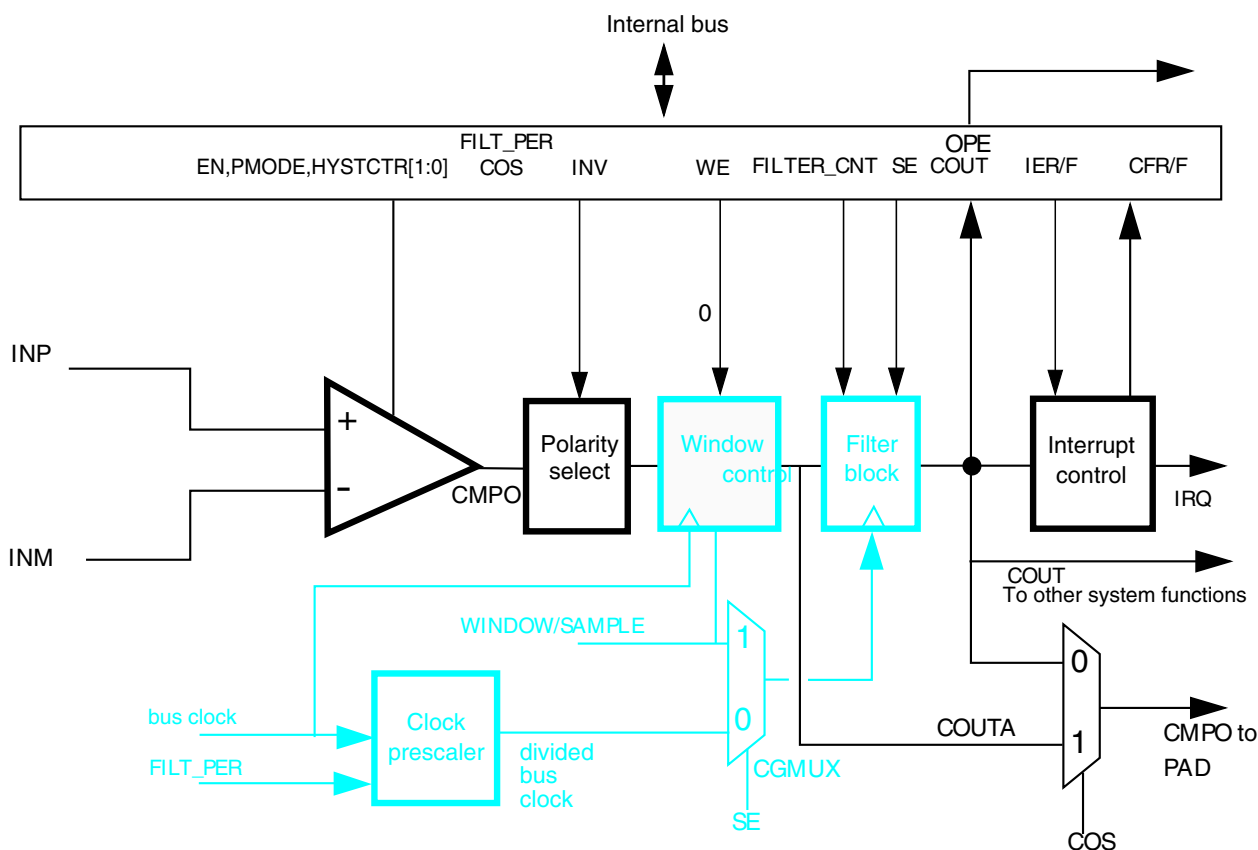 Internal bus
FILT_PER
OPE
EN,PMODE,HYSTCTR[1:0]
COS
INV
WE
FILTER_CNT
SE
COUT
IER/F
CFR/F
0
INP
+
-
INM
CMPO
Polarity
select
Window
control
Filter
block
Interrupt
control
IRQ
COUT
To other system functions
WINDOW/SAMPLE
1
0
CGMUX
SE
bus clock
FILT_PER
Clock
prescaler
divided
bus
clock
COUTA
0
1
CMPO to
PAD
COS